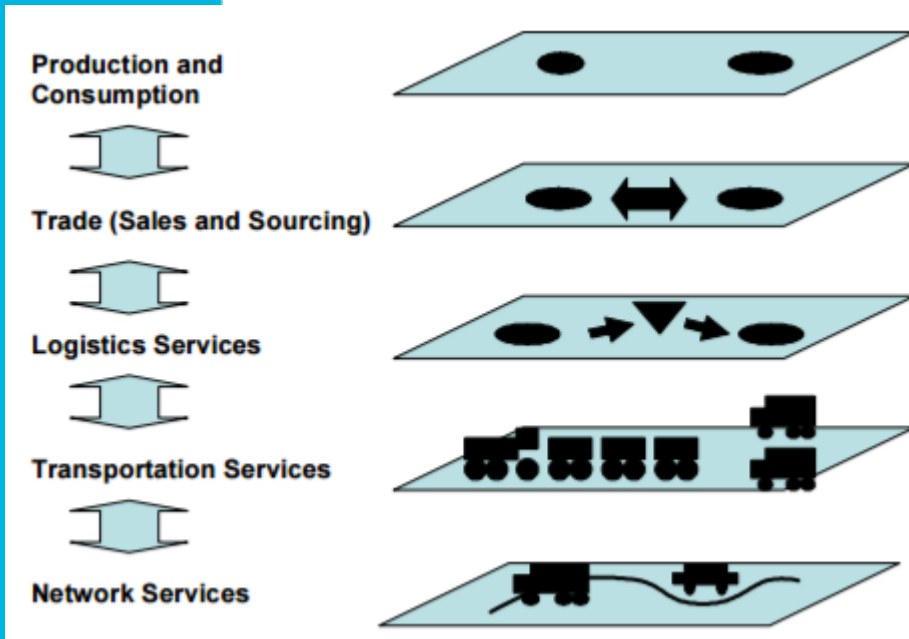 Production and
Consumption
Trade (Sales and Sourcing)
Logistics Services
Transportation Services
Network Services